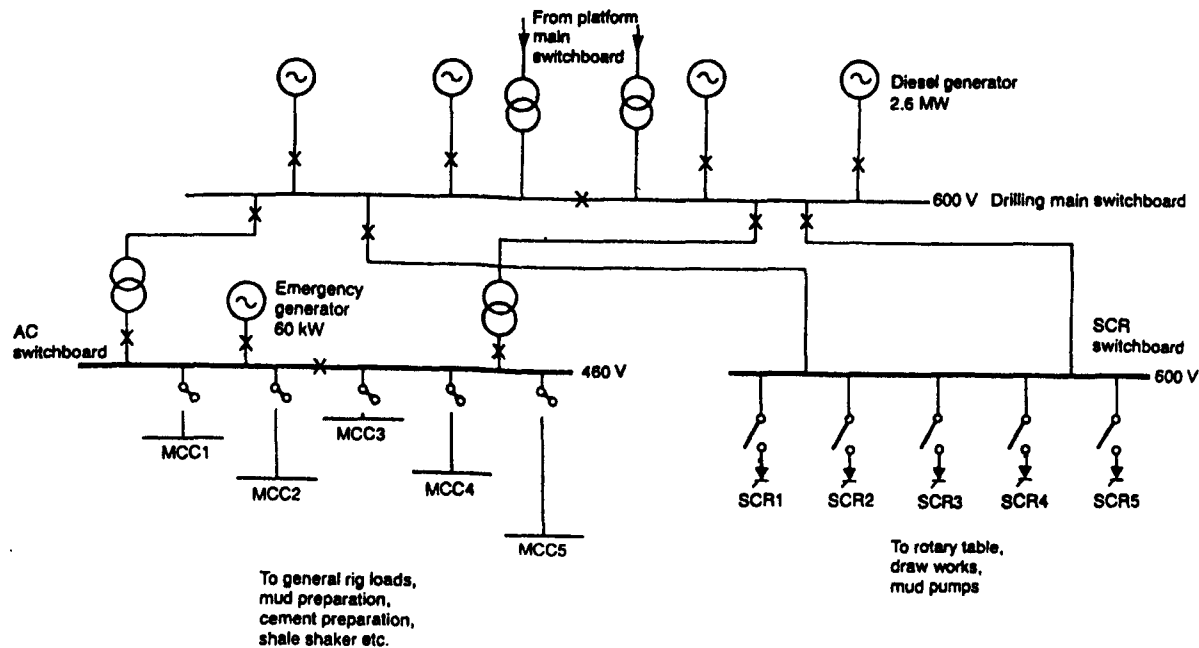 From platform
main
switchboard
Diesel generator
2.6 MW
600 V Drilling main switchboard
Emergency
generator
60 kW
AC
switchboard
460 V
SCR
switchboard
600 V
MCC1
MCC2
MCC3
MCC4
MCC5
SCR1
SCR2
SCR3
SCR4
SCR5
To general rig loads,
mud preparation,
cement preparation,
shale shaker etc.
To rotary table,
draw works,
mud pumps